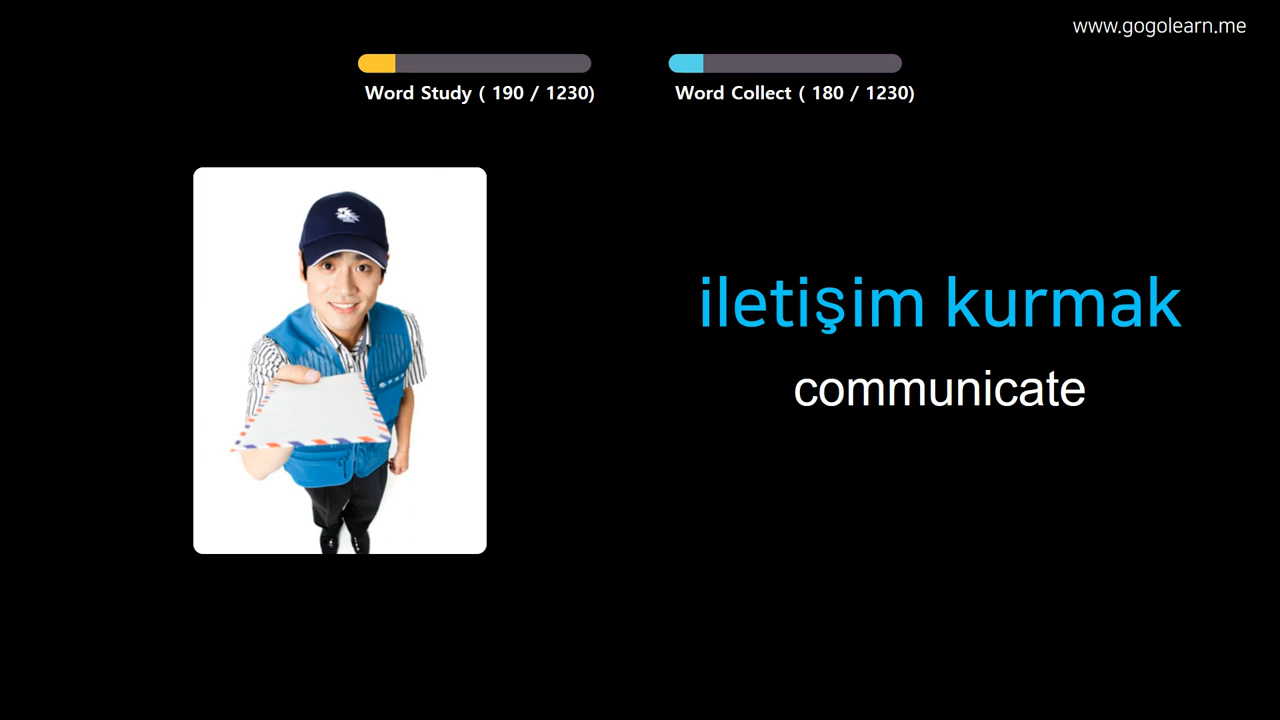 www.gogolearn.me
Word Study ( 190 / 1230)
Word Collect ( 180 / 1230)
iletişim kurmak
communicate